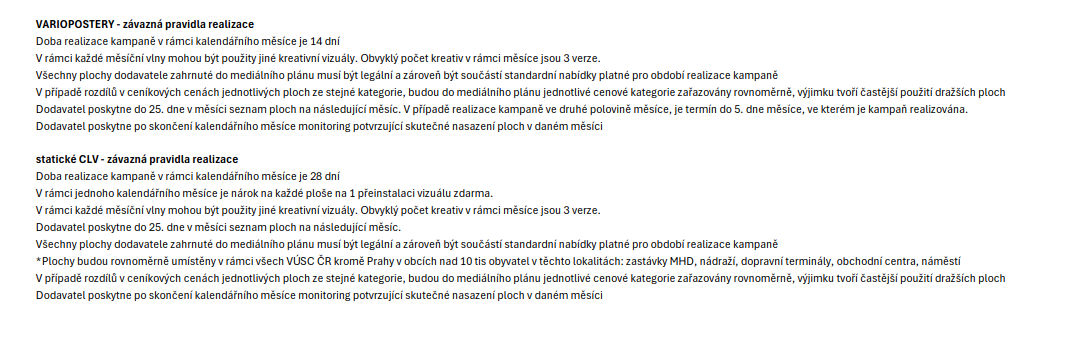 VARIOPOSTERY - závazná pravidla realizace
Doba realizace kampaně v rámci kalendářního měsíce je 14 dní
V rámci každé měsíční vlny mohou být použity jiné kreativní vizuály. Obvyklý počet kreativ v rámci měsíce jsou 3 verze.
Všechny plochy dodavatele zahrnuté do mediálního plánu musí být legální a zároveň být součástí standardní nabídky platné pro období realizace kampaně
V případě rozdílů v ceníkových cenách jednotlivých ploch ze stejné kategorie, budou do mediálního plánu jednotlivé cenové kategorie zařazovány rovnoměrně, výjimku tvoří častější použití dražších ploch
Dodavatel poskytne do 25. dne v měsíci seznam ploch na následující měsíc. V případě realizace kampaně ve druhé polovině měsíce, je termín do 5. dne měsíce, ve kterém je kampaň realizována.
Dodavatel poskytne po skončení kalendářního měsíce monitoring potvrzující skutečné nasazení ploch v daném měsíci
statické CLV - závazná pravidla realizace
Doba realizace kampaně v rámci kalendářního měsíce je 28 dní
V rámci jednoho kalendářního měsíce je nárok na každé ploše na 1 přeinstalaci vizuálu zdarma.
V rámci každé měsíční vlny mohou být použity jiné kreativní vizuály. Obvyklý počet kreativ v rámci měsíce jsou 3 verze.
Dodavatel poskytne do 25. dne v měsíci seznam ploch na následující měsíc.
Všechny plochy dodavatele zahrnuté do mediálního plánu musí být legální a zároveň být součástí standardní nabídky platné pro období realizace kampaně
*Plochy budou rovnoměrně umístěny v rámci všech VÚSC ČR kromě Prahy v obcích nad 10 tis obyvatel v těchto lokalitách: zastávky MHD, nádraží, dopravní terminály, obchodní centra, náměstí
V případě rozdílů v ceníkových cenách jednotlivých ploch ze stejné kategorie, budou do mediálního plánu jednotlivé cenové kategorie zařazovány rovnoměrně, výjimku tvoří častější použití dražších ploch
Dodavatel poskytne po skončení kalendářního měsíce monitoring potvrzující skutečné nasazení ploch v daném měsíci